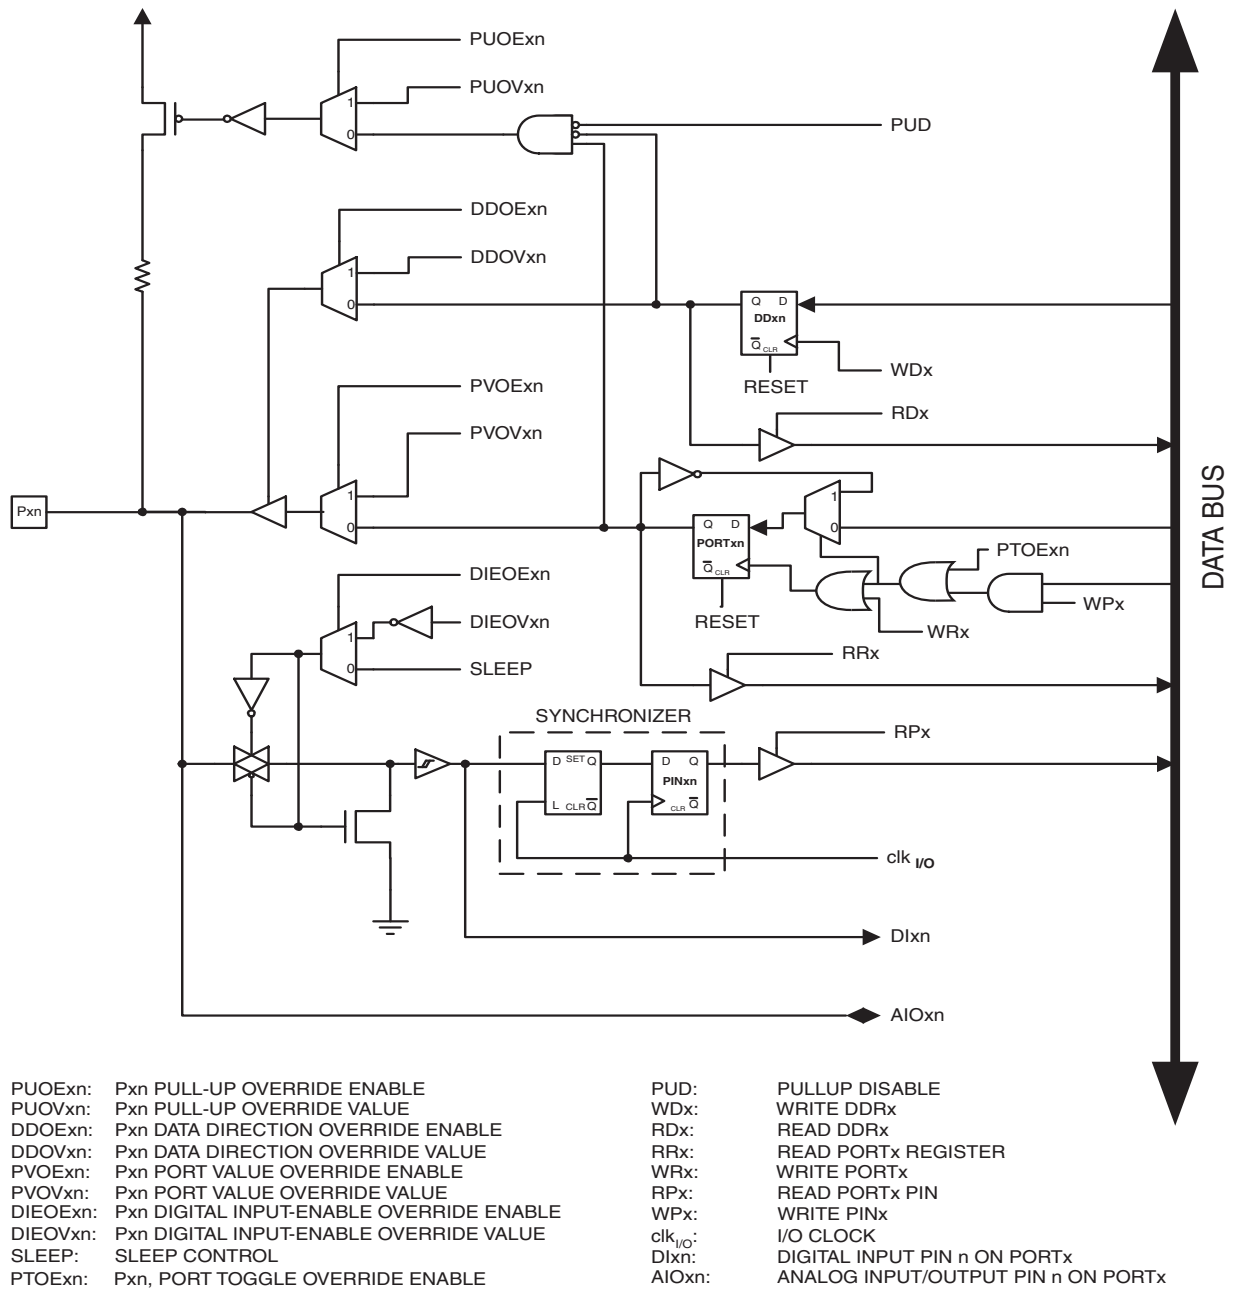 PUOExn
PUOVxn
1
0
PUD
DDOExn
DDOVxn
1
0
Q D
DDxn
Q CLR
WDx
RESET
RDx
PVOExn
PVOVxn
1
0
Pxn
1
0
Q D
PORTxn
Q CLR
RESET
PTOExn
WPx
WRx
RRx
DATA BUS
DIEOExn
DIEOVxn
1
0
SLEEP
SYNCHRONIZER
D SET Q
L CLR Q
D Q
PINxn
CLR Q
RPx
clk I/O
DIxn
AIOxn
PUOExn: Pxn PULL-UP OVERRIDE ENABLE
PUOVxn: Pxn PULL-UP OVERRIDE VALUE
DDOExn: Pxn DATA DIRECTION OVERRIDE ENABLE
DDOVxn: Pxn DATA DIRECTION OVERRIDE VALUE
PVOExn: Pxn PORT VALUE OVERRIDE ENABLE
PVOVxn: Pxn PORT VALUE OVERRIDE VALUE
DIEOExn: Pxn DIGITAL INPUT-ENABLE OVERRIDE ENABLE
DIEOVxn: Pxn DIGITAL INPUT-ENABLE OVERRIDE VALUE
SLEEP: SLEEP CONTROL
PTOExn: Pxn, PORT TOGGLE OVERRIDE ENABLE
PUD: PULLUP DISABLE
WDx: WRITE DDRx
RDx: READ DDRx
RRx: READ PORTx REGISTER
WRx: WRITE PORTx
RPx: READ PORTx PIN
WPx: WRITE PINx
clkI/O: I/O CLOCK
DIxn: DIGITAL INPUT PIN n ON PORTx
AIOxn: ANALOG INPUT/OUTPUT PIN n ON PORTx